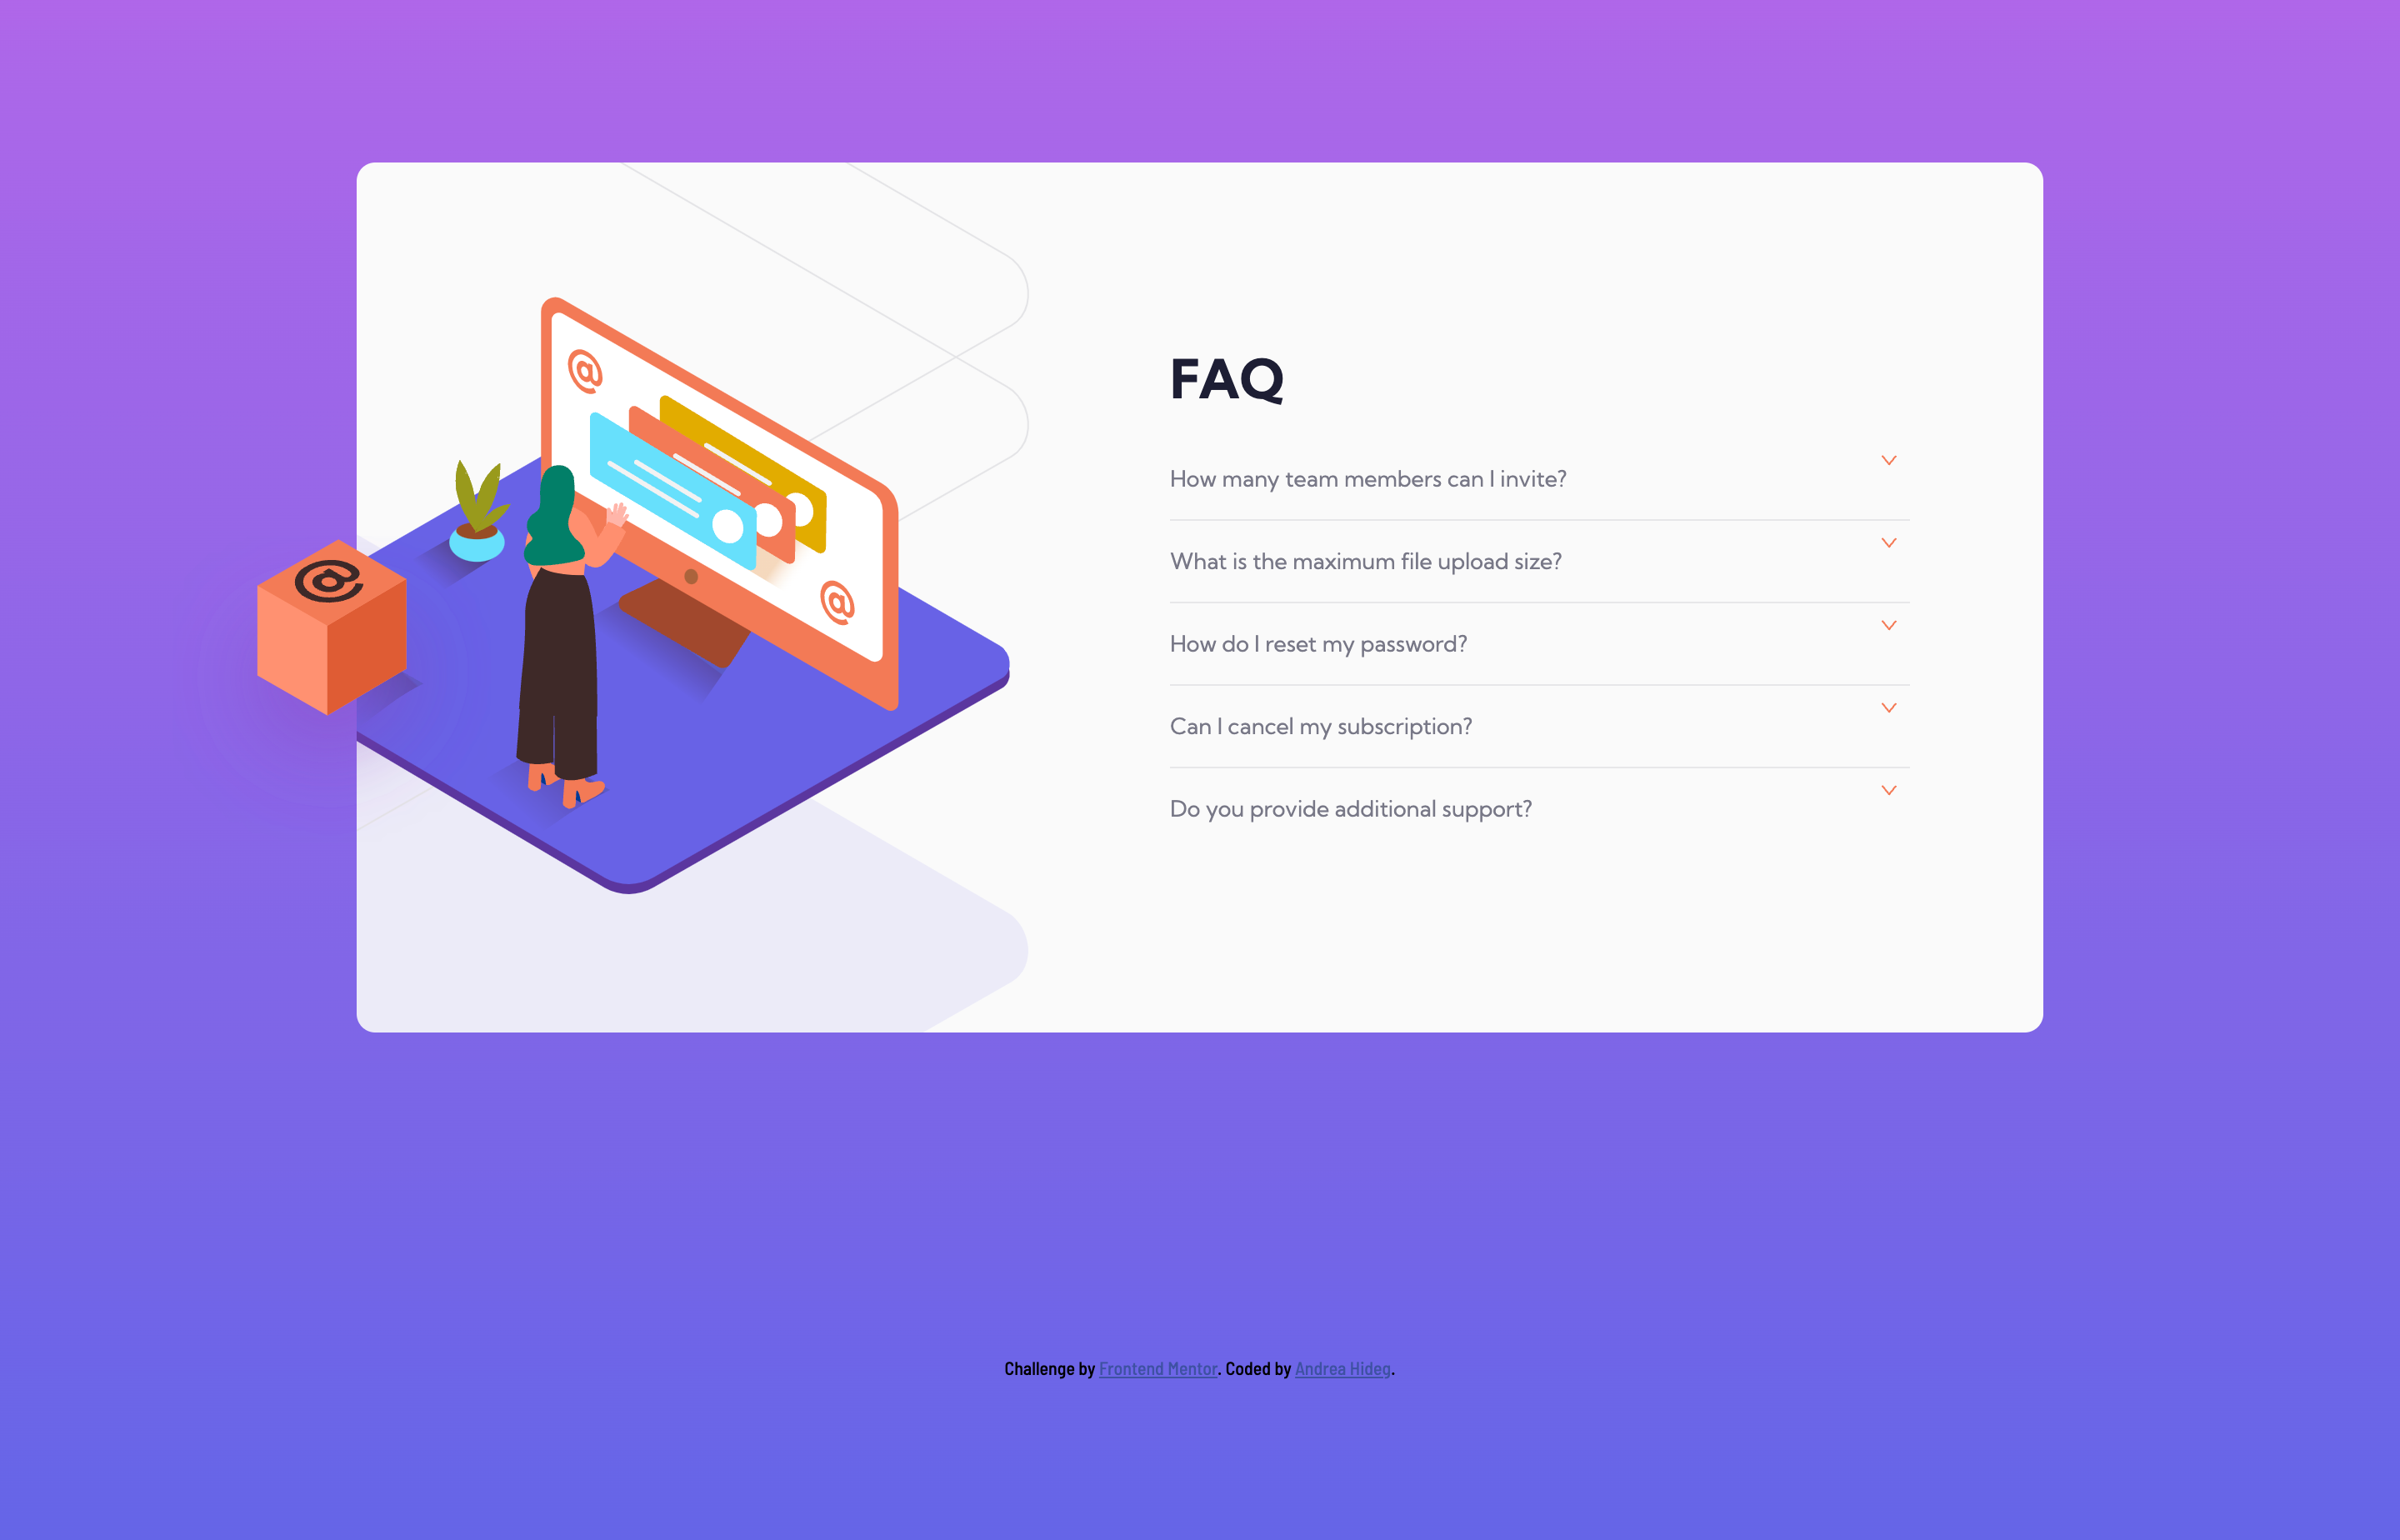 @
@
@
FAQ
How many team members can I invite?
What is the maximum file upload size?
How do I reset my password?
Can I cancel my subscription?
Do you provide additional support?
Challenge by Frontend Mentor. Coded by Andrea Hideg.